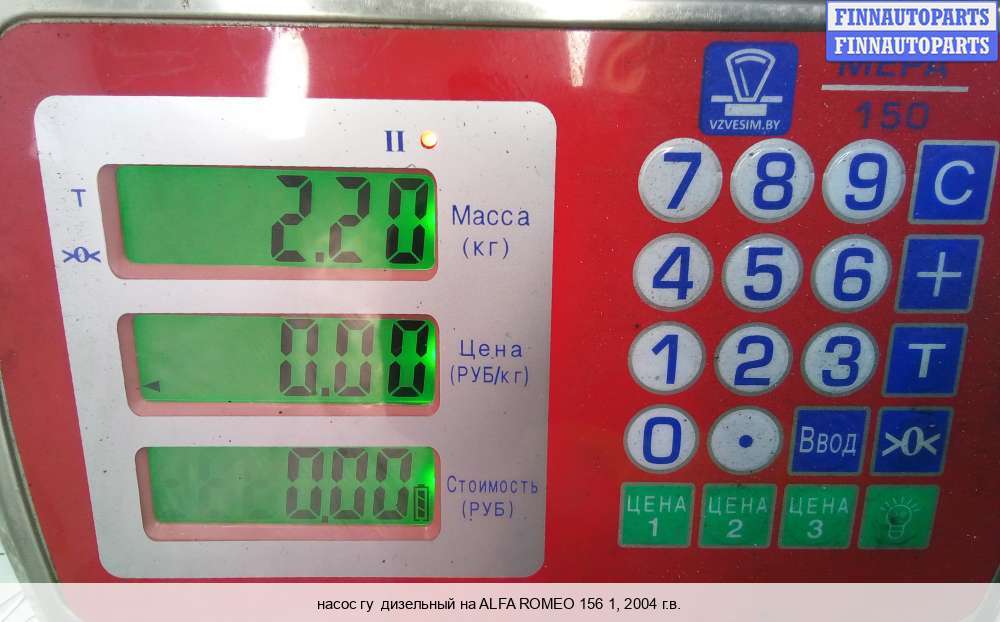 FINNAUTOPARTS
FINNAUTOPARTS
МЕРА
150
VZVESIM.BY
II
T
>0<
2.20
Масса
(кг)
0.00
Цена
(РУБ/кг)
0.00
Стоимость
(РУБ)
7 8 9 C
4 5 6 +
1 2 3 T
0 . Ввод >0<
ЦЕНА 1 ЦЕНА 2 ЦЕНА 3
насос гу дизельный на ALFA ROMEO 156 1, 2004 г.в.